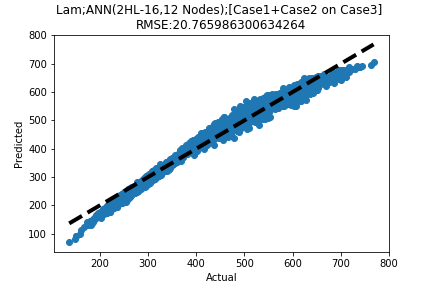 Lam;ANN(2HL-16,12 Nodes);[Case1+Case2 on Case3]
RMSE:20.765986300634264
800
700
600
500
400
300
200
100
Predicted
200 300 400 500 600 700 800
Actual